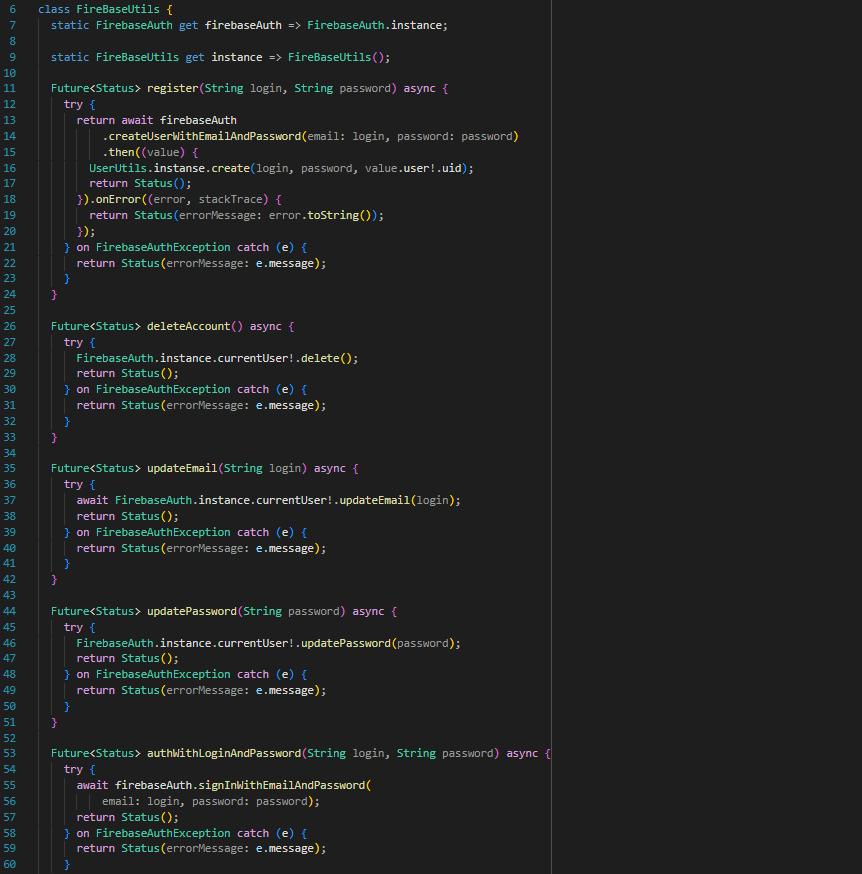 6 class FireBaseUtils {
7   static FirebaseAuth get firebaseAuth => FirebaseAuth.instance;
8
9   static FireBaseUtils get instance => FireBaseUtils();
10
11   Future<Status> register(String login, String password) async {
12     try {
13       return await firebaseAuth
14           .createUserWithEmailAndPassword(email: login, password: password)
15           .then((value) {
16         UserUtils.instanse.create(login, password, value.user!.uid);
17         return Status();
18       }).onError((error, stackTrace) {
19         return Status(errorMessage: error.toString());
20       });
21     } on FirebaseAuthException catch (e) {
22       return Status(errorMessage: e.message);
23     }
24   }
25
26   Future<Status> deleteAccount() async {
27     try {
28       FirebaseAuth.instance.currentUser!.delete();
29       return Status();
30     } on FirebaseAuthException catch (e) {
31       return Status(errorMessage: e.message);
32     }
33   }
34
35   Future<Status> updateEmail(String login) async {
36     try {
37       await FirebaseAuth.instance.currentUser!.updateEmail(login);
38       return Status();
39     } on FirebaseAuthException catch (e) {
40       return Status(errorMessage: e.message);
41     }
42   }
43
44   Future<Status> updatePassword(String password) async {
45     try {
46       FirebaseAuth.instance.currentUser!.updatePassword(password);
47       return Status();
48     } on FirebaseAuthException catch (e) {
49       return Status(errorMessage: e.message);
50     }
51   }
52
53   Future<Status> authWithLoginAndPassword(String login, String password) async {
54     try {
55       await firebaseAuth.signInWithEmailAndPassword(
56           email: login, password: password);
57       return Status();
58     } on FirebaseAuthException catch (e) {
59       return Status(errorMessage: e.message);
60     }